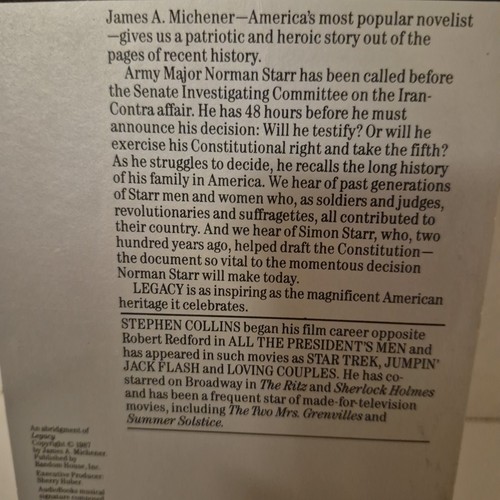 James A. Michener—America's most popular novelist
—gives us a patriotic and heroic story out of the
pages of recent history.
Army Major Norman Starr has been called before
the Senate Investigating Committee on the Iran-
Contra affair. He has 48 hours before he must
announce his decision: Will he testify? Or will he
exercise his Constitutional right and take the fifth?
As he struggles to decide, he recalls the long history
of his family in America. We hear of past generations
of Starr men and women who, as soldiers and judges,
revolutionaries and suffragettes, all contributed to
their country. And we hear of Simon Starr, who, two
hundred years ago, helped draft the Constitution—
the document so vital to the momentous decision
Norman Starr will make today.
LEGACY is as inspiring as the magnificent American
heritage it celebrates.
STEPHEN COLLINS began his film career opposite
Robert Redford in ALL THE PRESIDENT'S MEN and
has appeared in such movies as STAR TREK, JUMPIN'
JACK FLASH and LOVING COUPLES. He has co-
starred on Broadway in The Ritz and Sherlock Holmes
and has been a frequent star of made-for-television
movies, including The Two Mrs. Grenvilles and
Summer Solstice.
An abridgment of
Legacy
Copyright © 1987
by James A. Michener.
Published by
Random House, Inc.
Executive Producer:
Sherry Huber
AudioBooks musical
signature composed